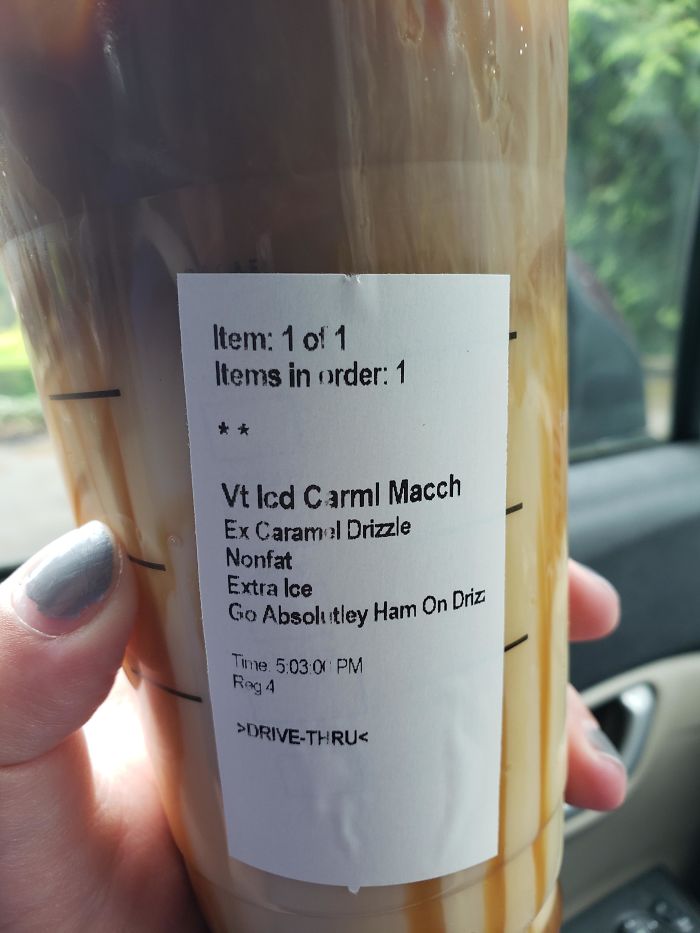 Item: 1 of 1
Items in order: 1
* *
Vt Icd Carml Macch
Ex Caramel Drizzle
Nonfat
Extra Ice
Go Absolutley Ham On Driz
Time: 5:03:0 PM
Reg 4
>DRIVE-THRU<